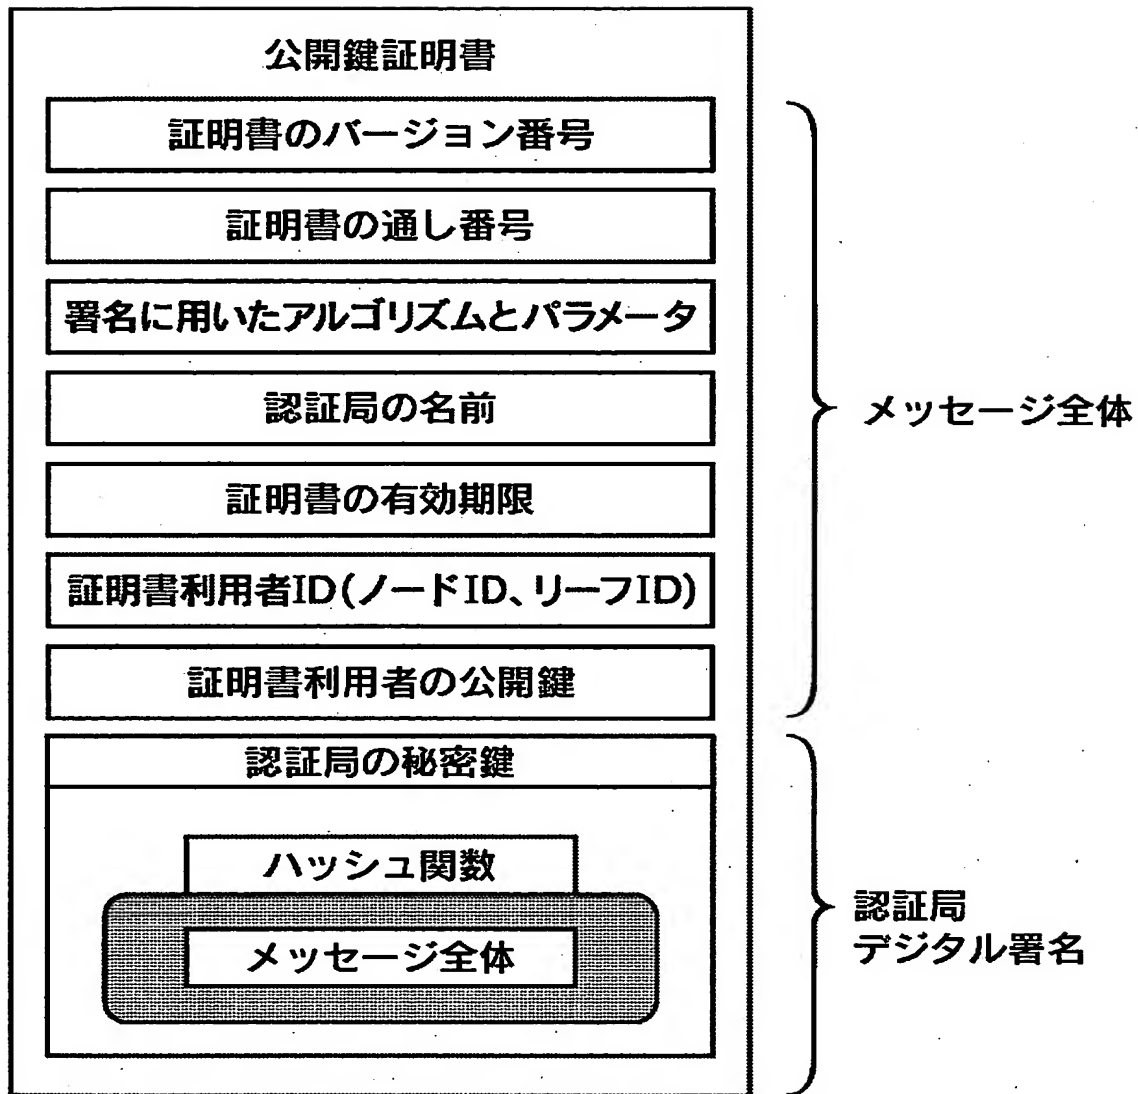 公開鍵証明書
証明書のバージョン番号
証明書の通し番号
署名に用いたアルゴリズムとパラメータ
認証局の名前
証明書の有効期限
証明書利用者ID(ノードID、リーフID)
証明書利用者の公開鍵
メッセージ全体
認証局の秘密鍵
ハッシュ関数
メッセージ全体
認証局
デジタル署名